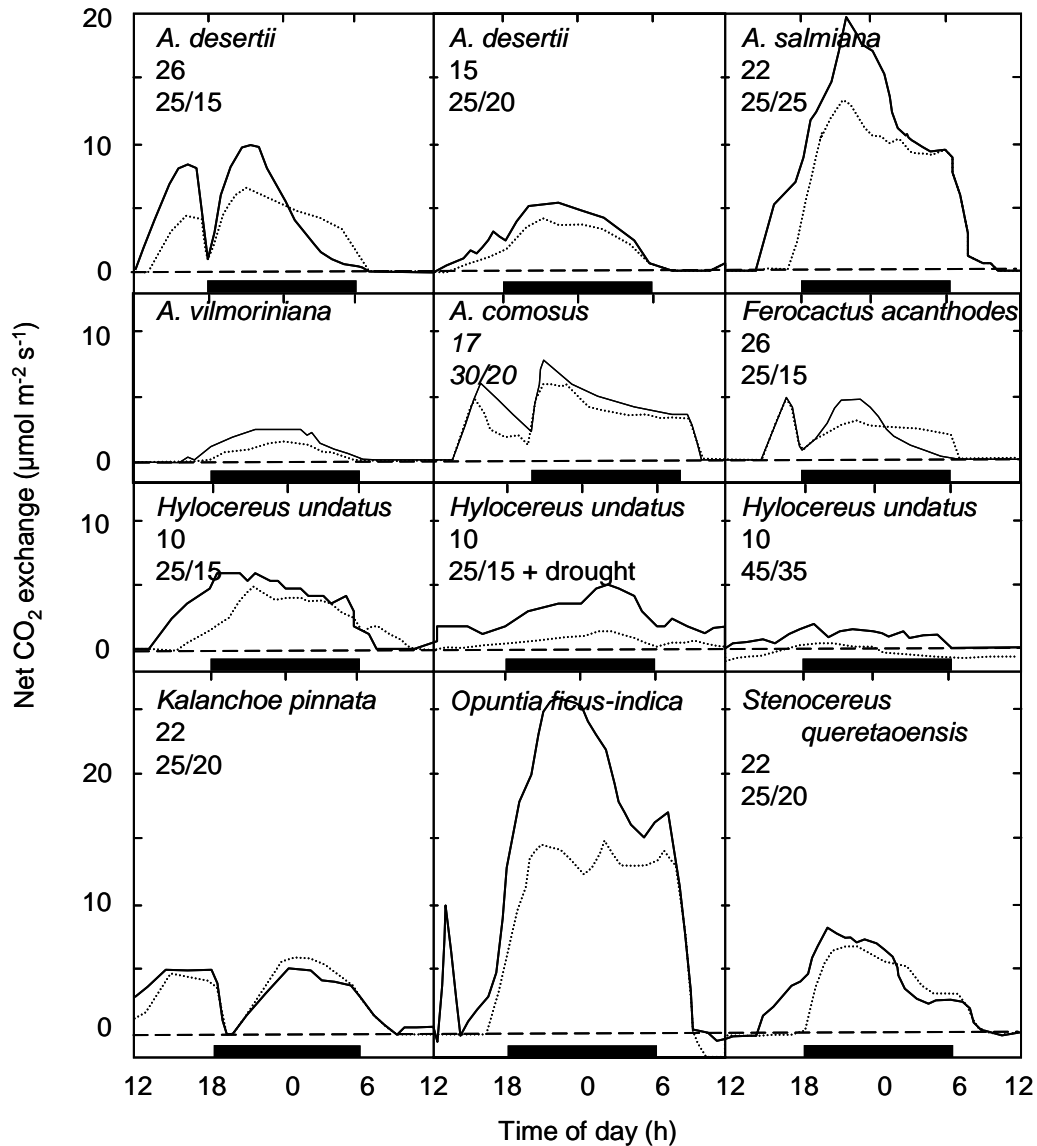 20
A. desertii
26
25/15
A. desertii
15
25/20
A. salmiana
22
25/25
10
0
A. vilmoriniana
A. comosus
17
30/20
Ferocactus acanthodes
26
25/15
10
0
Hylocereus undatus
10
25/15
Hylocereus undatus
10
25/15 + drought
Hylocereus undatus
10
45/35
10
0
Kalanchoe pinnata
22
25/20
Opuntia ficus-indica
Stenocereus
queretaoensis
22
25/20
20
10
0
12 18 0 6 12 18 0 6 12 18 0 6 12
Time of day (h)
Net CO₂ exchange (µmol m⁻² s⁻¹)